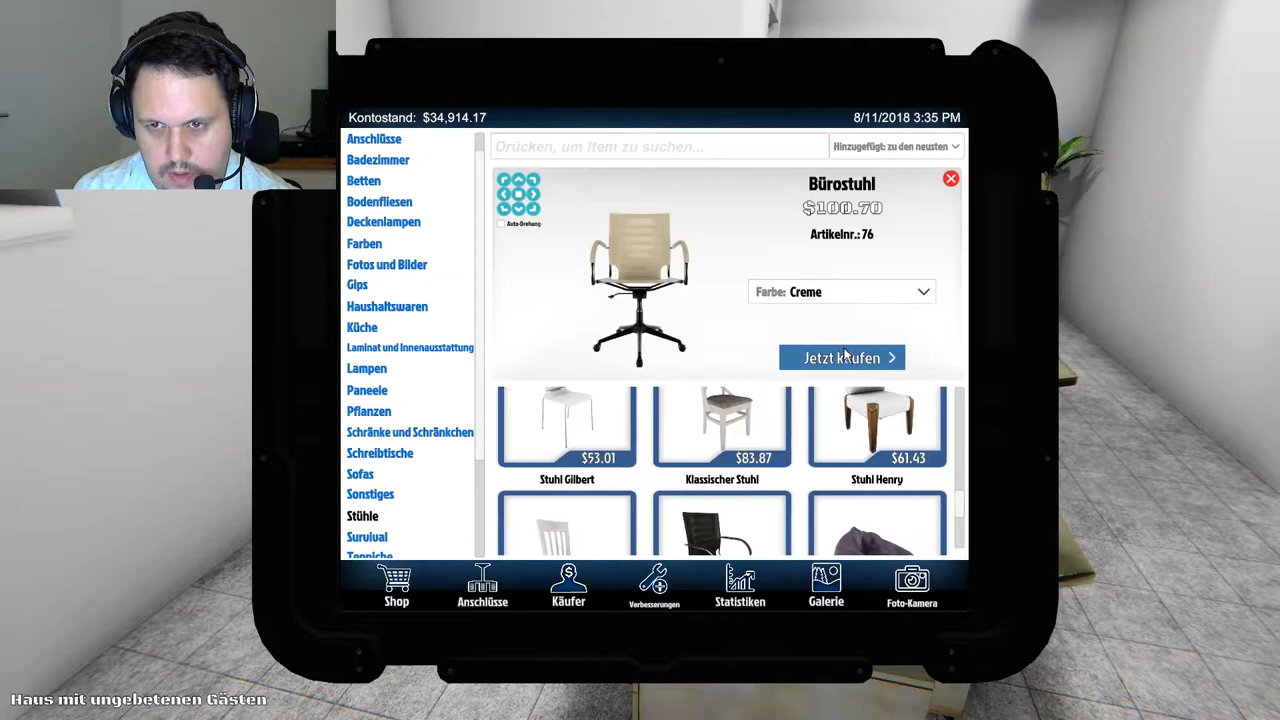 Kontostand: $34,914.17
8/11/2018 3:35 PM
Anschlüsse
Badezimmer
Betten
Bodenfliesen
Deckenlampen
Farben
Fotos und Bilder
Gips
Haushaltswaren
Küche
Laminat und Innenausstattung
Lampen
Paneele
Pflanzen
Schränke und Schränkchen
Schreibtische
Sofas
Sonstiges
Stühle
Survival
Teppiche
Drücken, um Item zu suchen...
Hinzugefügt: zu den neusten
Auto-Drehung
Bürostuhl
$100.70
Artikelnr.: 76
Farbe: Creme
Jetzt kaufen
$53.01
$83.87
$61.43
Stuhl Gilbert
Klassischer Stuhl
Stuhl Henry
Shop
Anschlüsse
Käufer
Verbesserungen
Statistiken
Galerie
Foto-Kamera
Haus mit ungebetenen Gästen